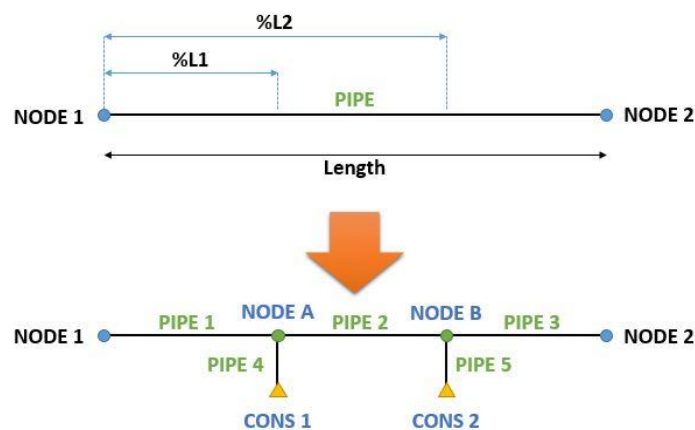 %L2
%L1
PIPE
NODE 1
NODE 2
Length
NODE A
NODE B
PIPE 1
PIPE 2
PIPE 3
NODE 1
NODE 2
PIPE 4
PIPE 5
CONS 1
CONS 2